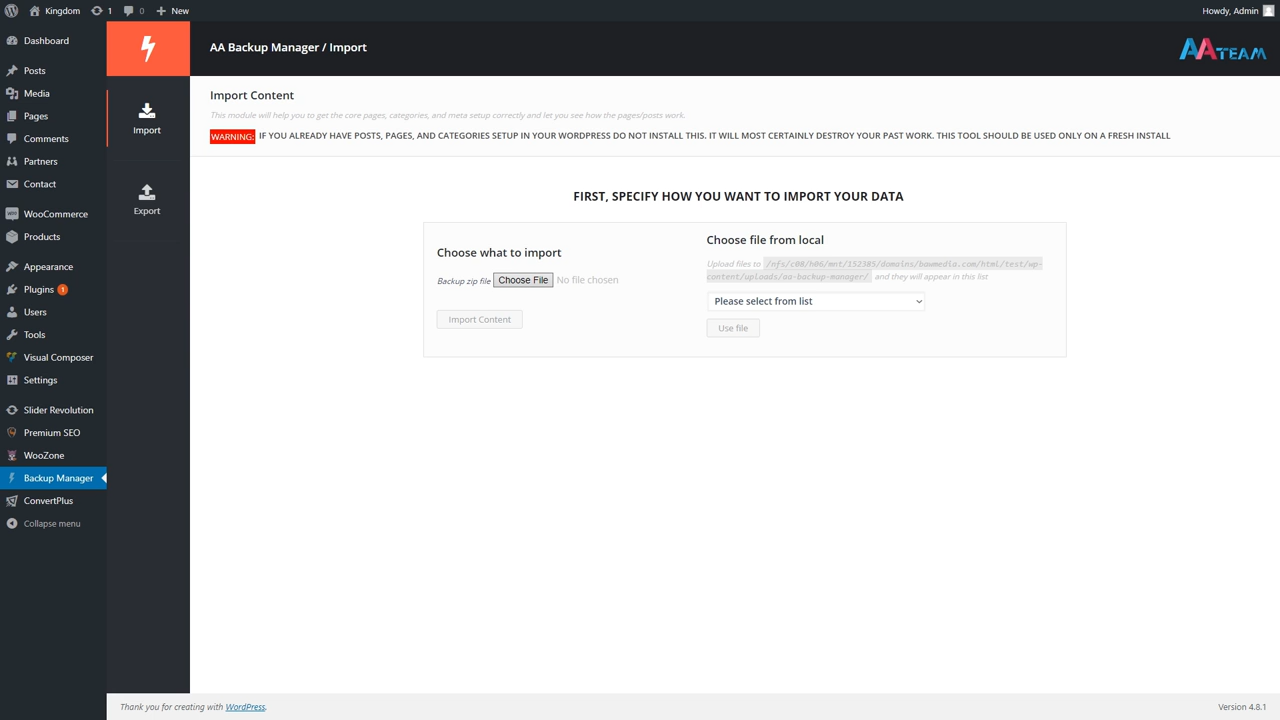 Kingdom
1
0
New
Howdy, Admin
Dashboard
Posts
Media
Pages
Comments
Partners
Contact
WooCommerce
Products
Appearance
Plugins 1
Users
Tools
Visual Composer
Settings
Slider Revolution
Premium SEO
WooZone
Backup Manager
ConvertPlus
Collapse menu
Import
Export
AA Backup Manager / Import
AATEAM
Import Content
This module will help you to get the core pages, categories, and meta setup correctly and let you see how the pages/posts work.
WARNING: IF YOU ALREADY HAVE POSTS, PAGES, AND CATEGORIES SETUP IN YOUR WORDPRESS DO NOT INSTALL THIS. IT WILL MOST CERTAINLY DESTROY YOUR PAST WORK. THIS TOOL SHOULD BE USED ONLY ON A FRESH INSTALL
FIRST, SPECIFY HOW YOU WANT TO IMPORT YOUR DATA
Choose what to import
Backup zip file Choose File No file chosen
Import Content
Choose file from local
Upload files to /nfs/c08/h06/mnt/152385/domains/bawmedia.com/html/test/wp-
content/uploads/aa-backup-manager/ and they will appear in this list
Please select from list
Use file
Thank you for creating with WordPress.
Version 4.8.1